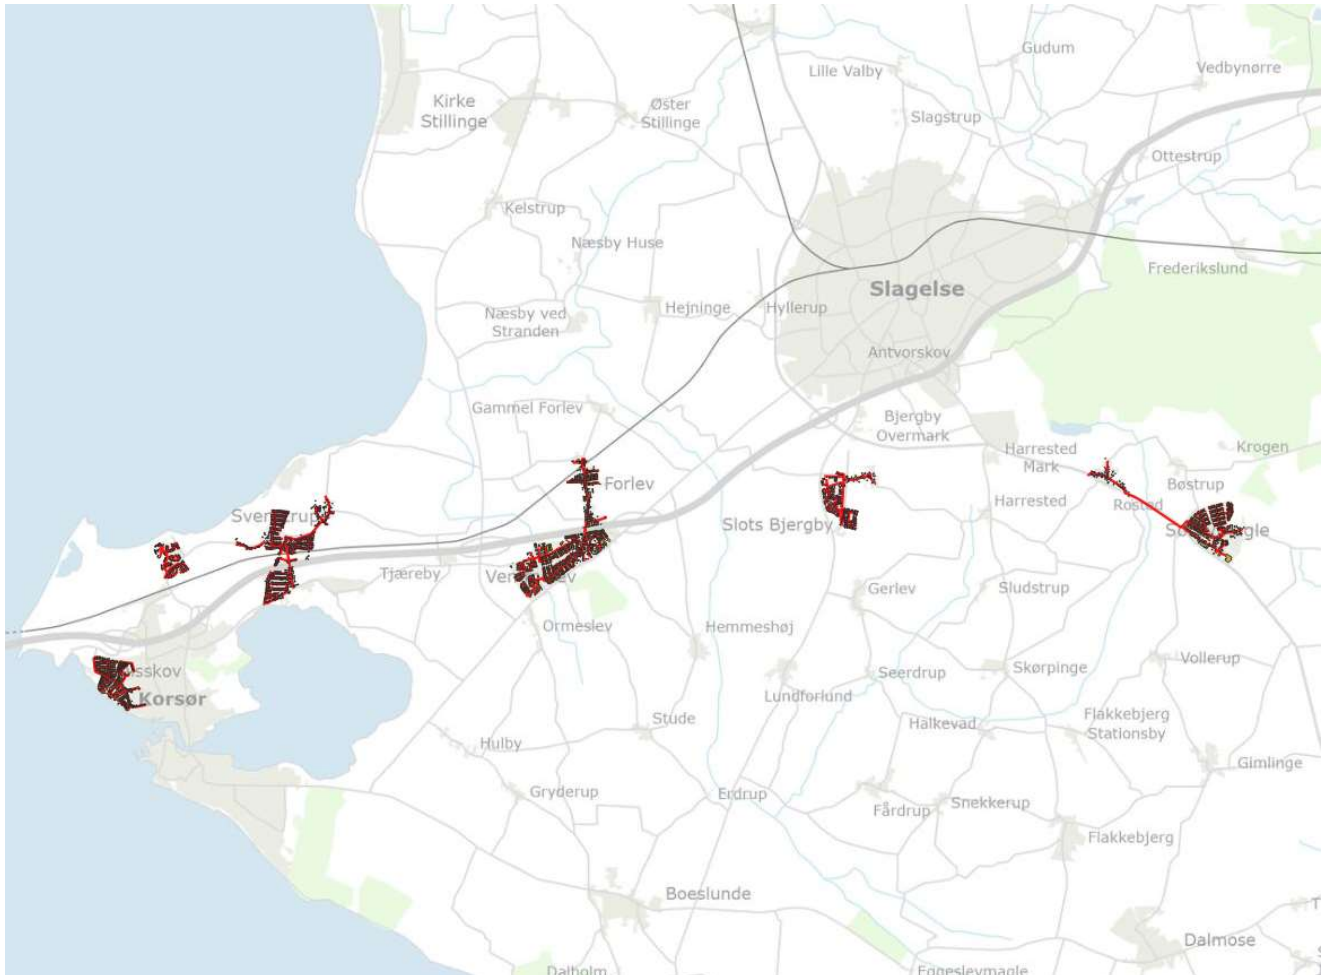 Gudum
Lille Valby
Vedbynørre
Kirke
Stillinge
Øster
Stillinge
Slagstrup
Ottestrup
Kelstrup
Næsby Huse
Frederikslund
Slagelse
Hejninge
Hyllerup
Næsby ved
Stranden
Antvorskov
Gammel Forlev
Bjergby
Overmark
Harrested
Mark
Krogen
Forlev
Bøstrup
Harrested
Rosted
Slots Bjergby
Tjæreby
Gerlev
Sludstrup
Ormeslev
Hemmeshøj
Vollerup
Skørpinge
Seerdrup
Lundforlund
Korsør
Stude
Halkevad
Flakkebjerg
Stationsby
Hulby
Gimlinge
Gryderup
Erdrup
Snekkerup
Fårdrup
Flakkebjerg
Boeslunde
Dalmose
Dalholm
Eggeslevmagle